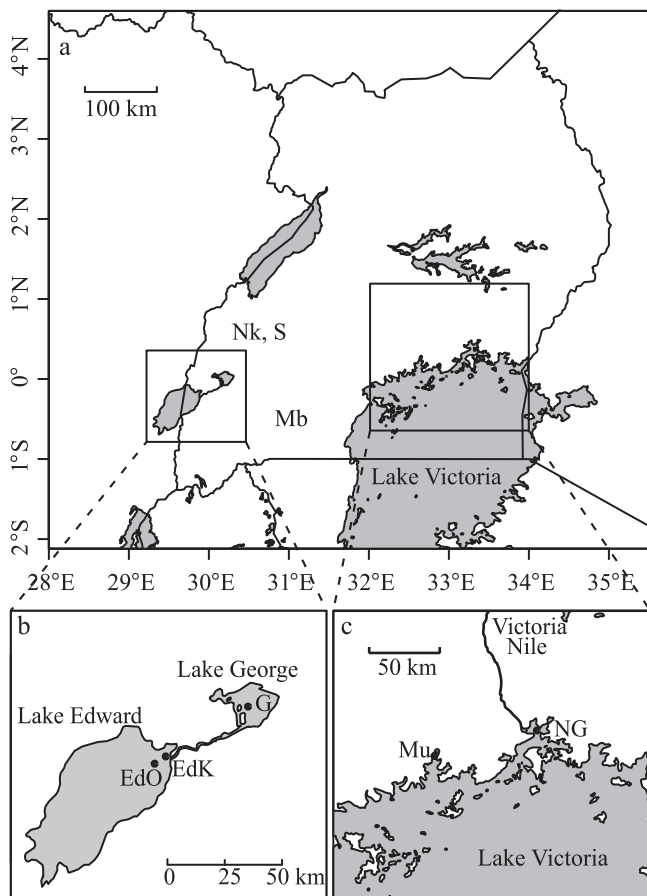 a
4°N
3°N
2°N
1°N
0°
1°S
2°S
100 km
Nk, S
Mb
Lake Victoria
28°E 29°E 30°E 31°E 32°E 33°E 34°E 35°E
b
Lake George
G
Lake Edward
EdO
EdK
0 25 50 km
c
50 km
Victoria
Nile
NG
Mu
Lake Victoria